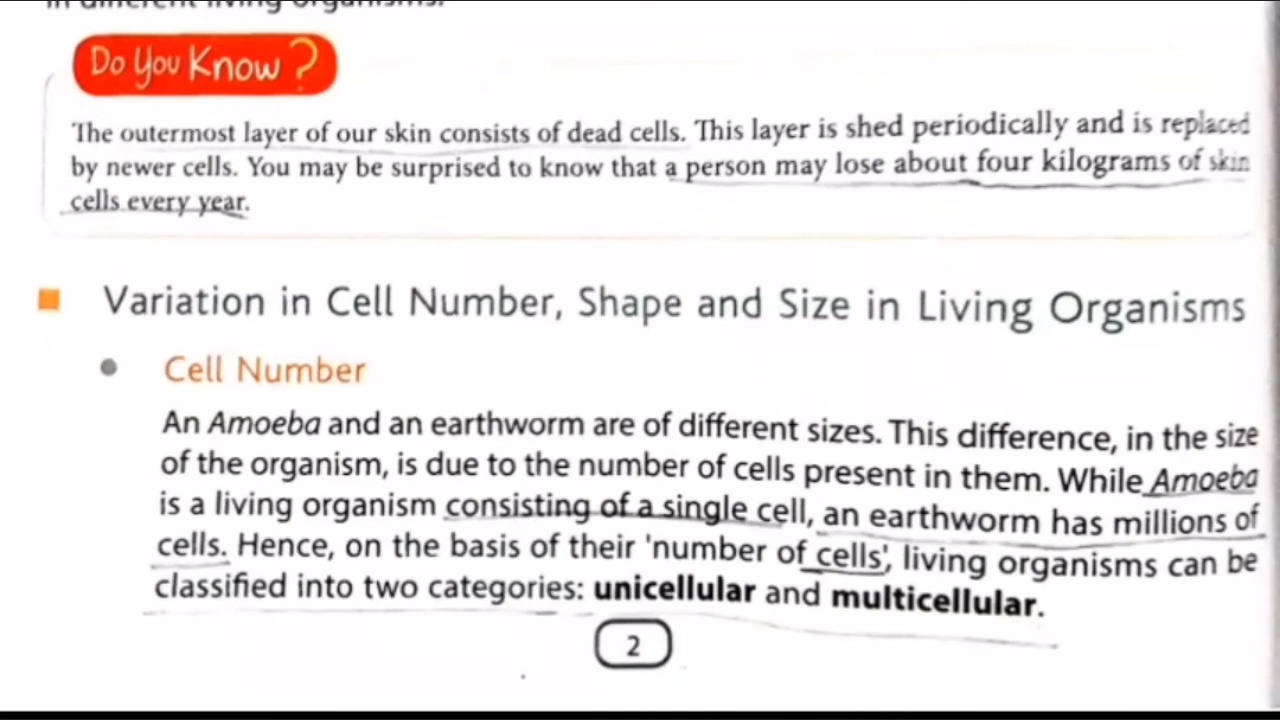 in different living organisms.
Do You Know?
The outermost layer of our skin consists of dead cells. This layer is shed periodically and is replaced
by newer cells. You may be surprised to know that a person may lose about four kilograms of skin
cells every year.
Variation in Cell Number, Shape and Size in Living Organisms
Cell Number
An Amoeba and an earthworm are of different sizes. This difference, in the size
of the organism, is due to the number of cells present in them. While Amoeba
is a living organism consisting of a single cell, an earthworm has millions of
cells. Hence, on the basis of their 'number of cells', living organisms can be
classified into two categories: unicellular and multicellular.
2